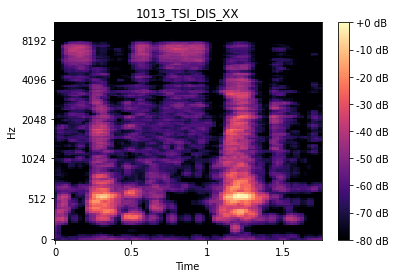 1013_TSI_DIS_XX
+0 dB
8192
-10 dB
4096
-20 dB
-30 dB
2048
Hz
-40 dB
1024
-50 dB
512
-60 dB
-70 dB
0
-80 dB
0
0.5
1
1.5
Time